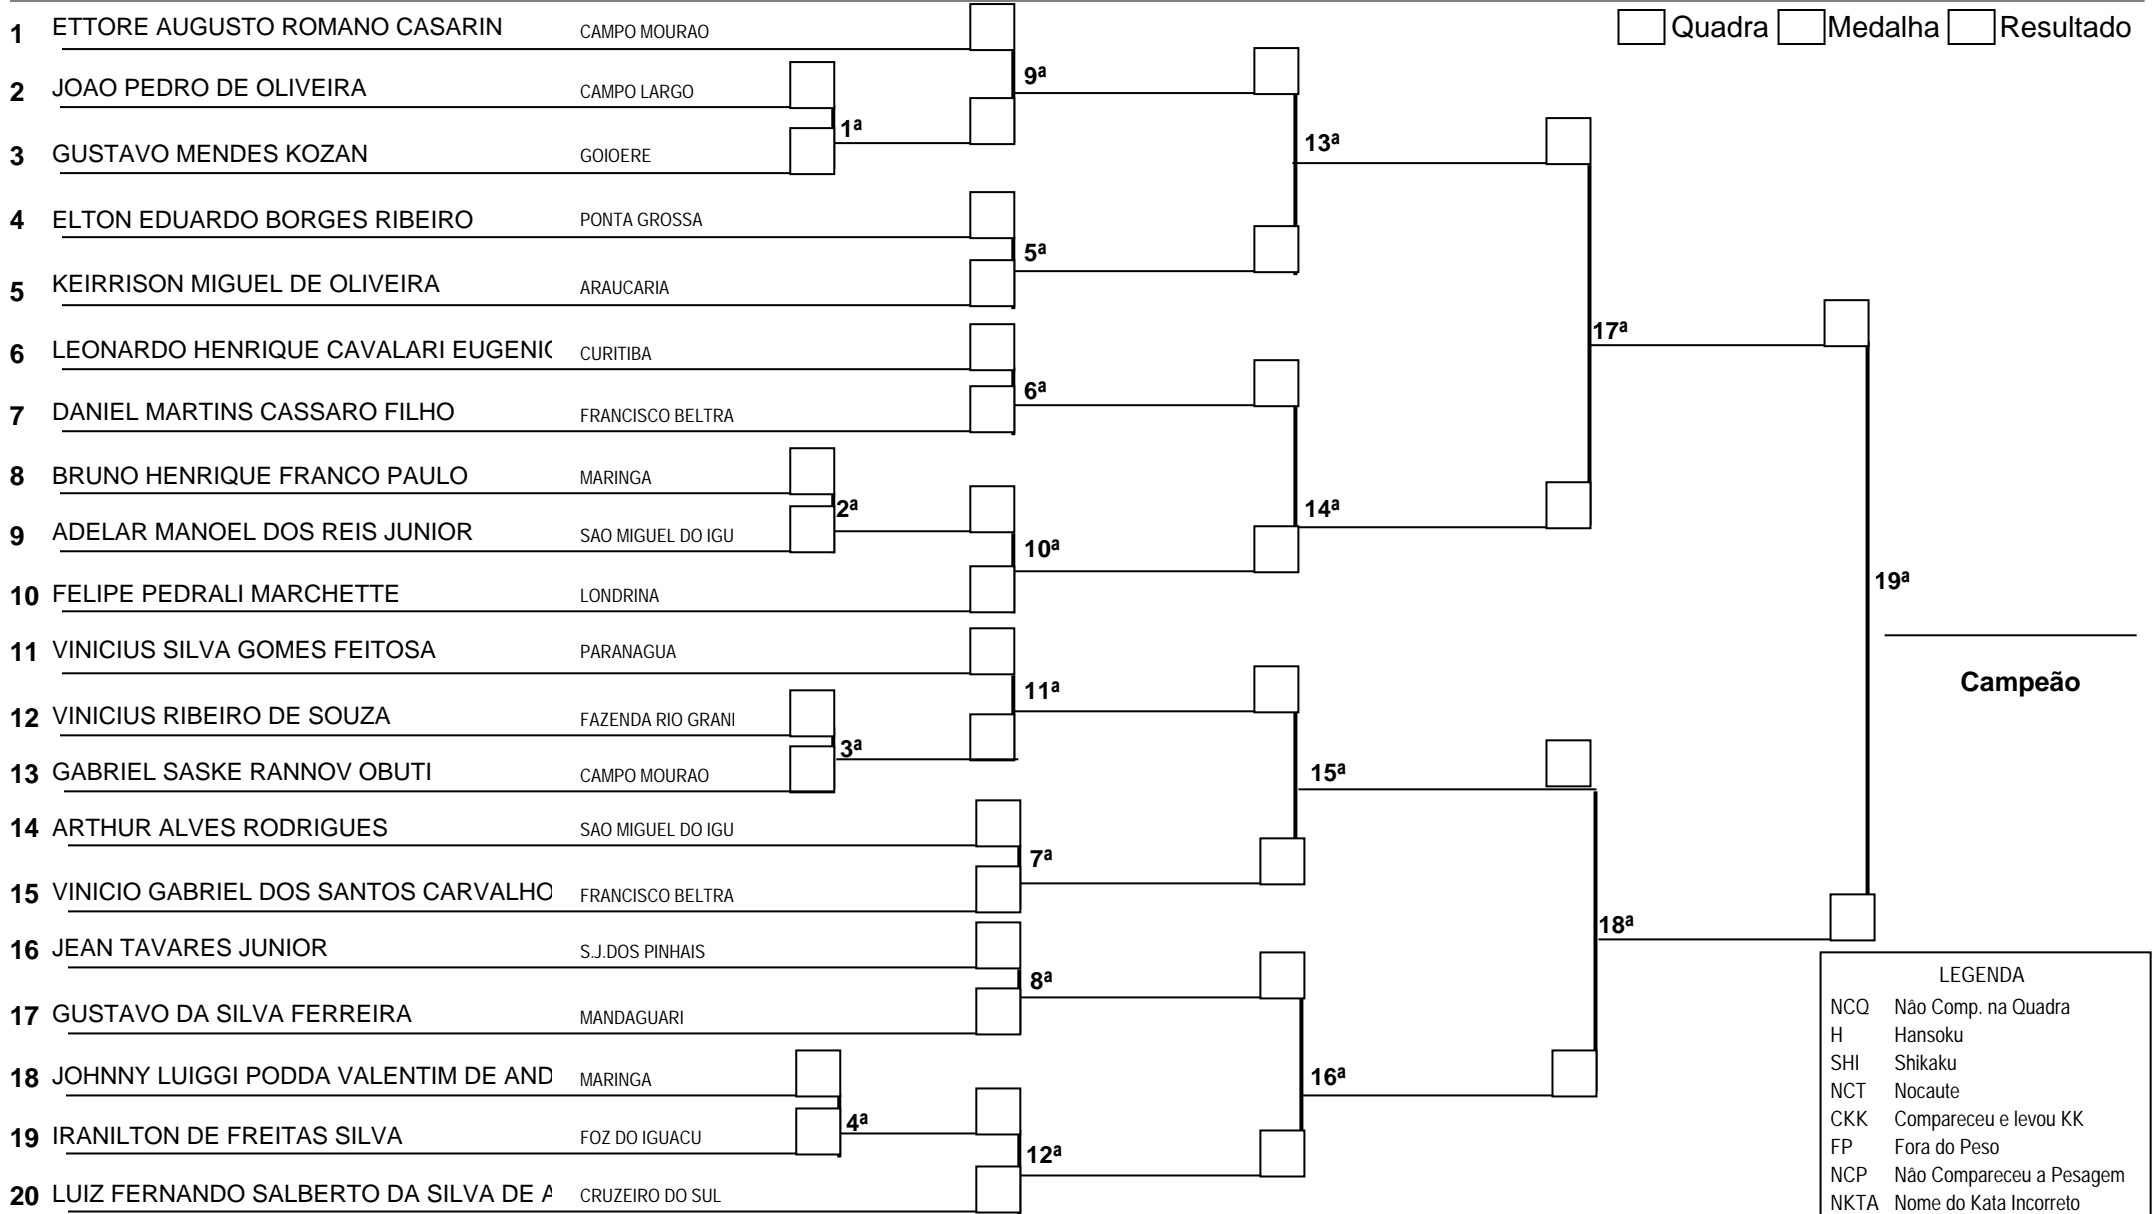 Quadra Medalha Resultado
1 ETTORE AUGUSTO ROMANO CASARIN CAMPO MOURAO
9ª
2 JOAO PEDRO DE OLIVEIRA CAMPO LARGO
1ª
13ª
3 GUSTAVO MENDES KOZAN GOIOERE
4 ELTON EDUARDO BORGES RIBEIRO PONTA GROSSA
5ª
5 KEIRRISON MIGUEL DE OLIVEIRA ARAUCARIA
17ª
6 LEONARDO HENRIQUE CAVALARI EUGENIO CURITIBA
6ª
7 DANIEL MARTINS CASSARO FILHO FRANCISCO BELTRA
8 BRUNO HENRIQUE FRANCO PAULO MARINGA
2ª
14ª
9 ADELAR MANOEL DOS REIS JUNIOR SAO MIGUEL DO IGU
10ª
19ª
10 FELIPE PEDRALI MARCHETTE LONDRINA
11 VINICIUS SILVA GOMES FEITOSA PARANAGUA
Campeão
11ª
12 VINICIUS RIBEIRO DE SOUZA FAZENDA RIO GRAN
3ª
13 GABRIEL SASKE RANNOV OBUTI CAMPO MOURAO
15ª
14 ARTHUR ALVES RODRIGUES SAO MIGUEL DO IGU
7ª
15 VINICIO GABRIEL DOS SANTOS CARVALHO FRANCISCO BELTRA
18ª
16 JEAN TAVARES JUNIOR S.J.DOS PINHAIS
8ª
17 GUSTAVO DA SILVA FERREIRA MANDAGUARI
18 JOHNNY LUIGGI PODDA VALENTIM DE AND MARINGA
16ª
4ª
19 IRANILTON DE FREITAS SILVA FOZ DO IGUACU
12ª
20 LUIZ FERNANDO SALBERTO DA SILVA DE A CRUZEIRO DO SUL
LEGENDA
NCQ Nâo Comp. na Quadra
H Hansoku
SHI Shikaku
NCT Nocaute
CKK Compareceu e levou KK
FP Fora do Peso
NCP Nâo Compareceu a Pesagem
NKTA Nome do Kata Incorreto